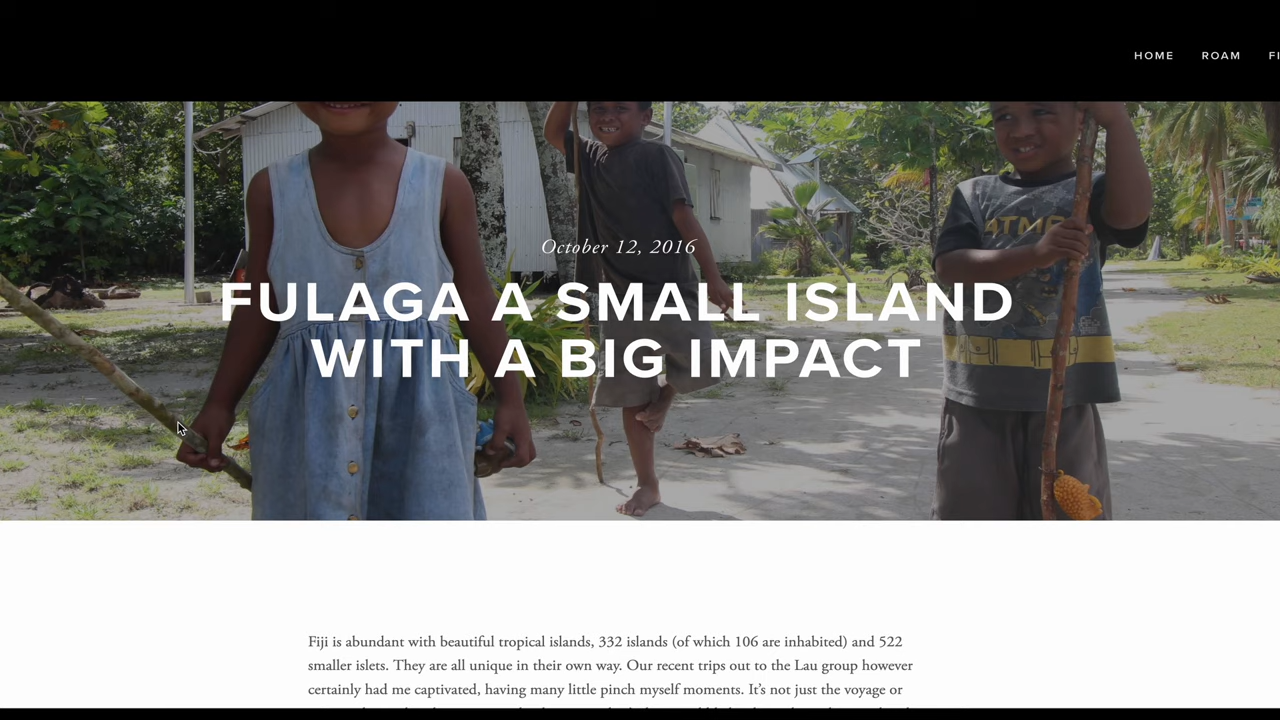 HOME ROAM FI
ATMA
October 12, 2016
FULAGA A SMALL ISLAND
WITH A BIG IMPACT
Fiji is abundant with beautiful tropical islands, 332 islands (of which 106 are inhabited) and 522
smaller islets. They are all unique in their own way. Our recent trips out to the Lau group however
certainly had me captivated, having many little pinch myself moments. It’s not just the voyage or